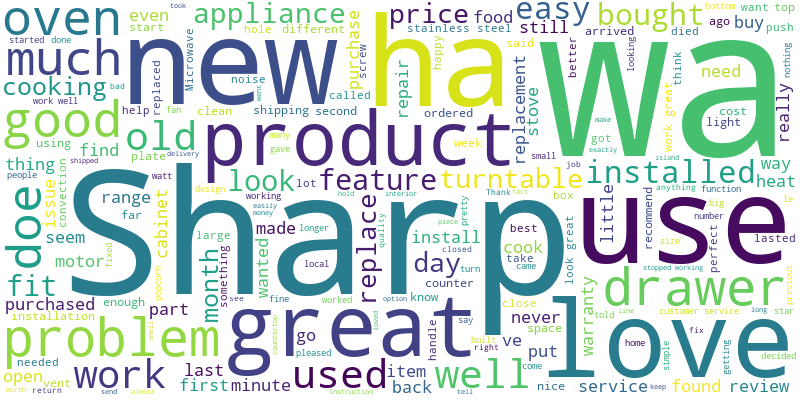 oven
new
ha
wa
appliance
price
food
easy
bought
even
start
hole
different
stainless steel
still
ago
buy
want
top
push
much
started
done
bad
Microwave
took
purchase
screw
happy
arrived
died
bottom
cooking
work well
replaced
noise
went
called
repair
said
better
looking
think
need
nothing
really
good
help
fan
clean
shipping
second
ordered
replacement
stove
work great
cost
light
using
find
old
many
gave
product
week
got
make
exactly
thing
people
shipped
plate
delivery
look
lot
feature
turntable
small
job
island
installed
way
heat
doe
issue
convection
watt
range
far
design
working
hold
interior
Thank
fact
box
anything
function
le
Sharp
use
seem
cabinet
easily
money
made
replace
longer
quality
piece
pretty
best
look great
little
recommend
big
number
perfect
lasted
fit
motor
month
large
something
wanted
local
day
install
closed
cook
take
turn
came
size
stopped working
previous
purchased
fixed
popcorn
part
enough
see
fine
worked
option
counter
know
close
drawer
installation
problem
great
go
pleased
loved
say
handle
never
space
love
warranty
told
line
customer service
long
star
needed
smell
countertop
built
right
ve
put
home
fix
simple
getting
decided
open
vent
work
last
used
well
come
found
review
worth
return
send
almost
first
minute
instruction
item
back
tell
nice
service
keep